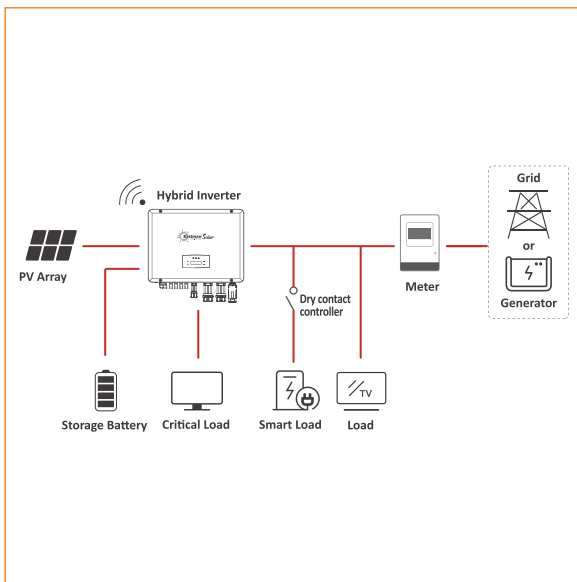 Grid
Hybrid Inverter
Solar
or
PV Array
Meter
Generator
Dry contact
controller
TV
Storage Battery
Critical Load
Smart Load
Load